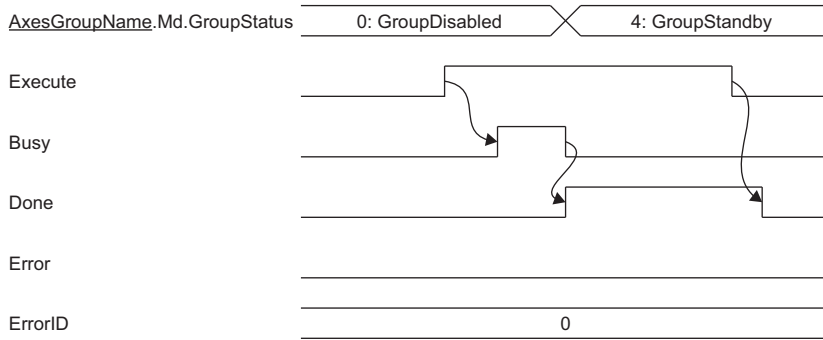 AxesGroupName.Md.GroupStatus 0: GroupDisabled 4: GroupStandby
Execute
Busy
Done
Error
ErrorID 0